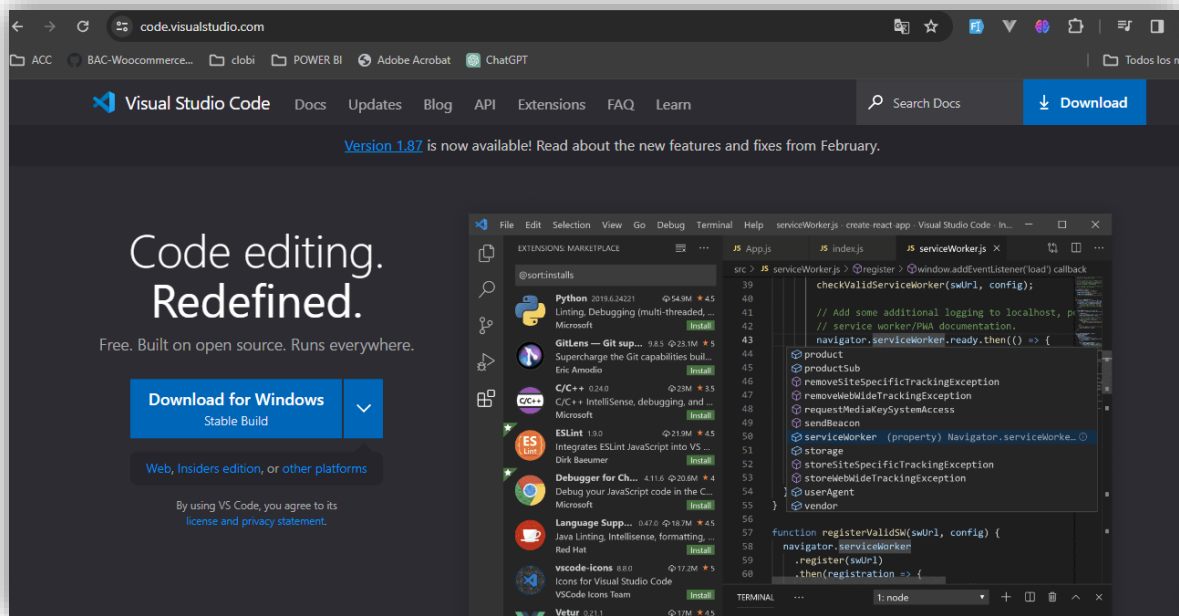 code.visualstudio.com
ACC BAC-Woocommerce... clobi POWER BI Adobe Acrobat ChatGPT Todos los m
Visual Studio Code Docs Updates Blog API Extensions FAQ Learn Search Docs Download
Version 1.87 is now available! Read about the new features and fixes from February.
Code editing.
Redefined.
Free. Built on open source. Runs everywhere.
Download for Windows
Stable Build
Web, Insiders edition, or other platforms
By using VS Code, you agree to its
license and privacy statement.
File Edit Selection View Go Debug Terminal Help serviceWorker.js - create-react-app - Visual Studio Code - In...
EXTENSIONS: MARKETPLACE
@sort:installs
Python 2019.6.24221 54.9M 4.5
Linting, Debugging (multi-threaded, ...
Microsoft Install
GitLens — Git sup... 9.8.5 23.1M 5
Supercharge the Git capabilities buil...
Eric Amodio Install
C/C++ 0.24.0 23M 3.5
C/C++ IntelliSense, debugging, and ...
Microsoft Install
ESLint 1.9.0 21.9M 4.5
Integrates ESLint JavaScript into VS ...
Dirk Baeumer Install
Debugger for Ch... 4.11.6 20.6M 4
Debug your JavaScript code in the C...
Microsoft Install
Language Supp... 0.47.0 18.7M 4.5
Java Linting, Intellisense, formatting, ...
Red Hat Install
vscode-icons 8.8.0 17.2M 5
Icons for Visual Studio Code
VSCode Icons Team Install
Vetur 0.21.1 17M 4.5
JS App.js JS index.js JS serviceWorker.js
src > JS serviceWorker.js > register > window.addEventListener('load') callback
39 checkValidServiceWorker(swUrl, config);
40
41 // Add some additional logging to localhost, p
42 // service worker/PWA documentation.
43 navigator.serviceWorker.ready.then(() => {
44 product
45 productSub
46 removeSiteSpecificTrackingException
47 removeWebWideTrackingException
48 requestMediaKeySystemAccess
49 sendBeacon
50 serviceWorker (property) Navigator.serviceWorke...
51 storage
52 storeSiteSpecificTrackingException
53 storeWebWideTrackingException
54 } userAgent
55 } vendor
56
57 function registerValidSW(swUrl, config) {
58 navigator.serviceWorker
59 .register(swUrl)
60 .then(registration => {
TERMINAL ... 1: node